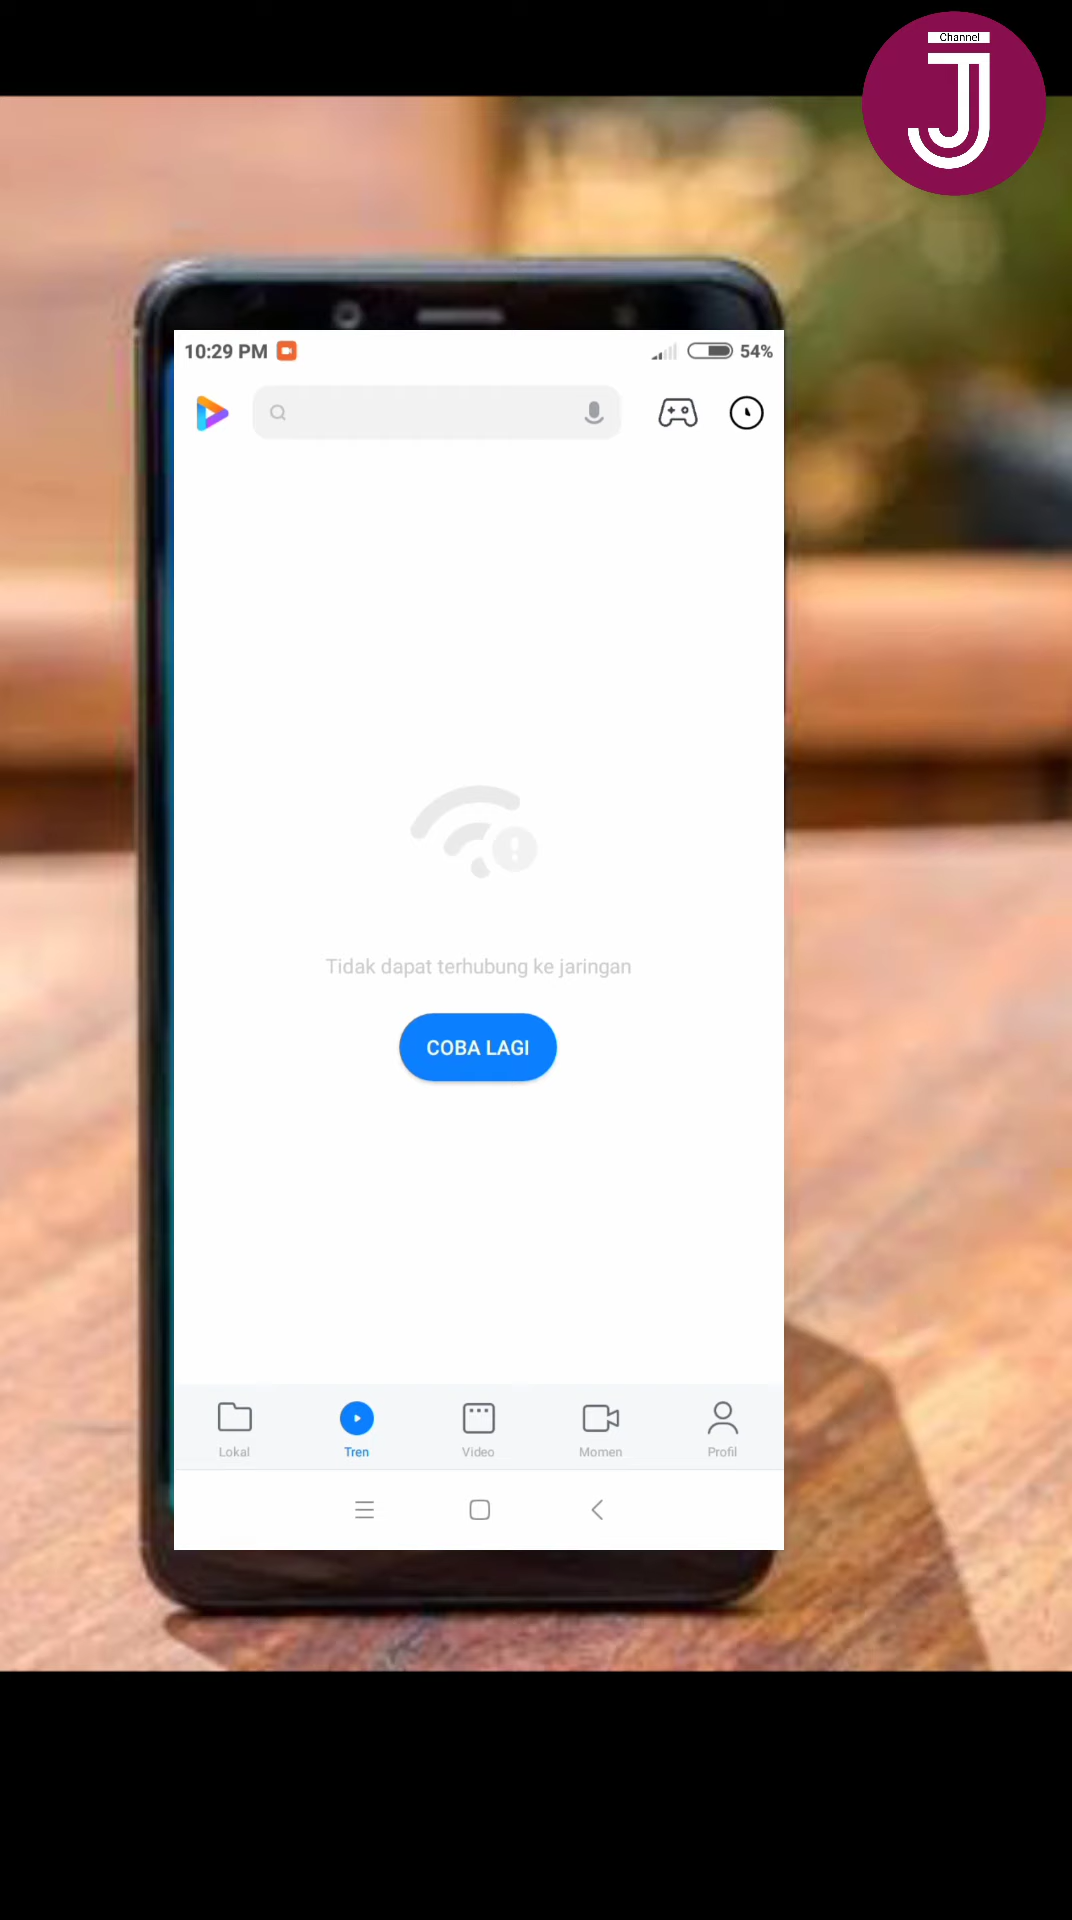 Channel
J
10:29 PM
54%
Tidak dapat terhubung ke jaringan
COBA LAGI
Lokal
Tren
Video
Momen
Profil